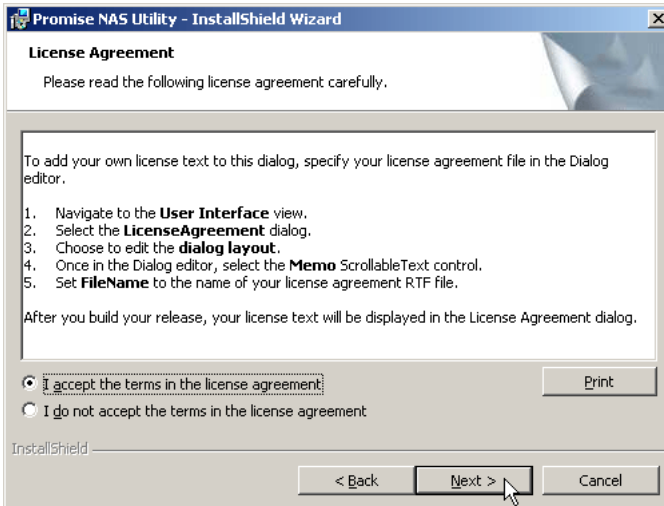 Promise NAS Utility - InstallShield Wizard
License Agreement
Please read the following license agreement carefully.
To add your own license text to this dialog, specify your license agreement file in the Dialog
editor.
1. Navigate to the User Interface view.
2. Select the LicenseAgreement dialog.
3. Choose to edit the dialog layout.
4. Once in the Dialog editor, select the Memo ScrollableText control.
5. Set FileName to the name of your license agreement RTF file.
After you build your release, your license text will be displayed in the License Agreement dialog.
I accept the terms in the license agreement
Print
I do not accept the terms in the license agreement
InstallShield
< Back Next > Cancel